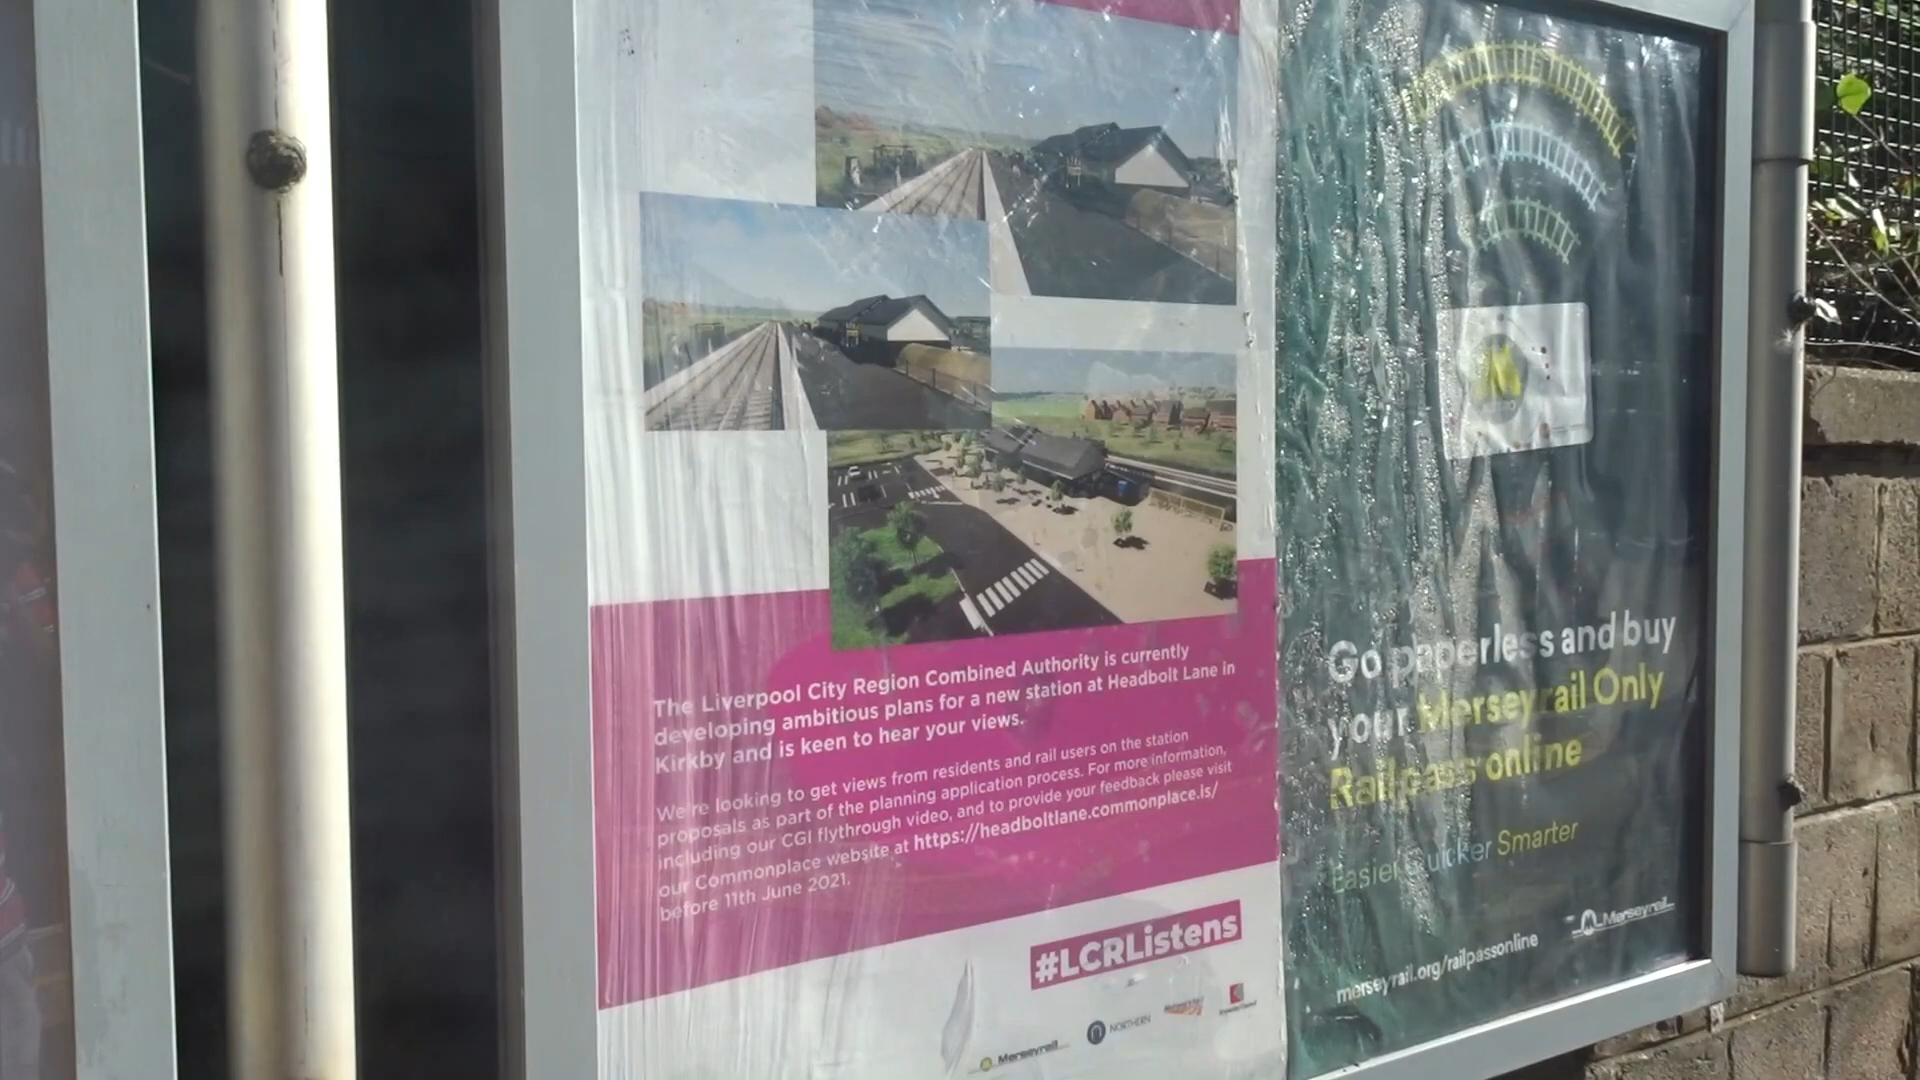 The Liverpool City Region Combined Authority is currently
developing ambitious plans for a new station at Headbolt Lane in
Kirkby and is keen to hear your views.
We're looking to get views from residents and rail users on the station
proposals as part of the planning application process. For more information,
including our CGI flythrough video, and to provide your feedback please visit
our Commonplace website at https://headboltlane.commonplace.is/
before 11th June 2021.
#LCRListens
Merseyrail
NORTHERN
Go paperless and buy
your Merseyrail Only
Railpass online
Easier Quicker Smarter
Merseyrail
merseyrail.org/railpassonline